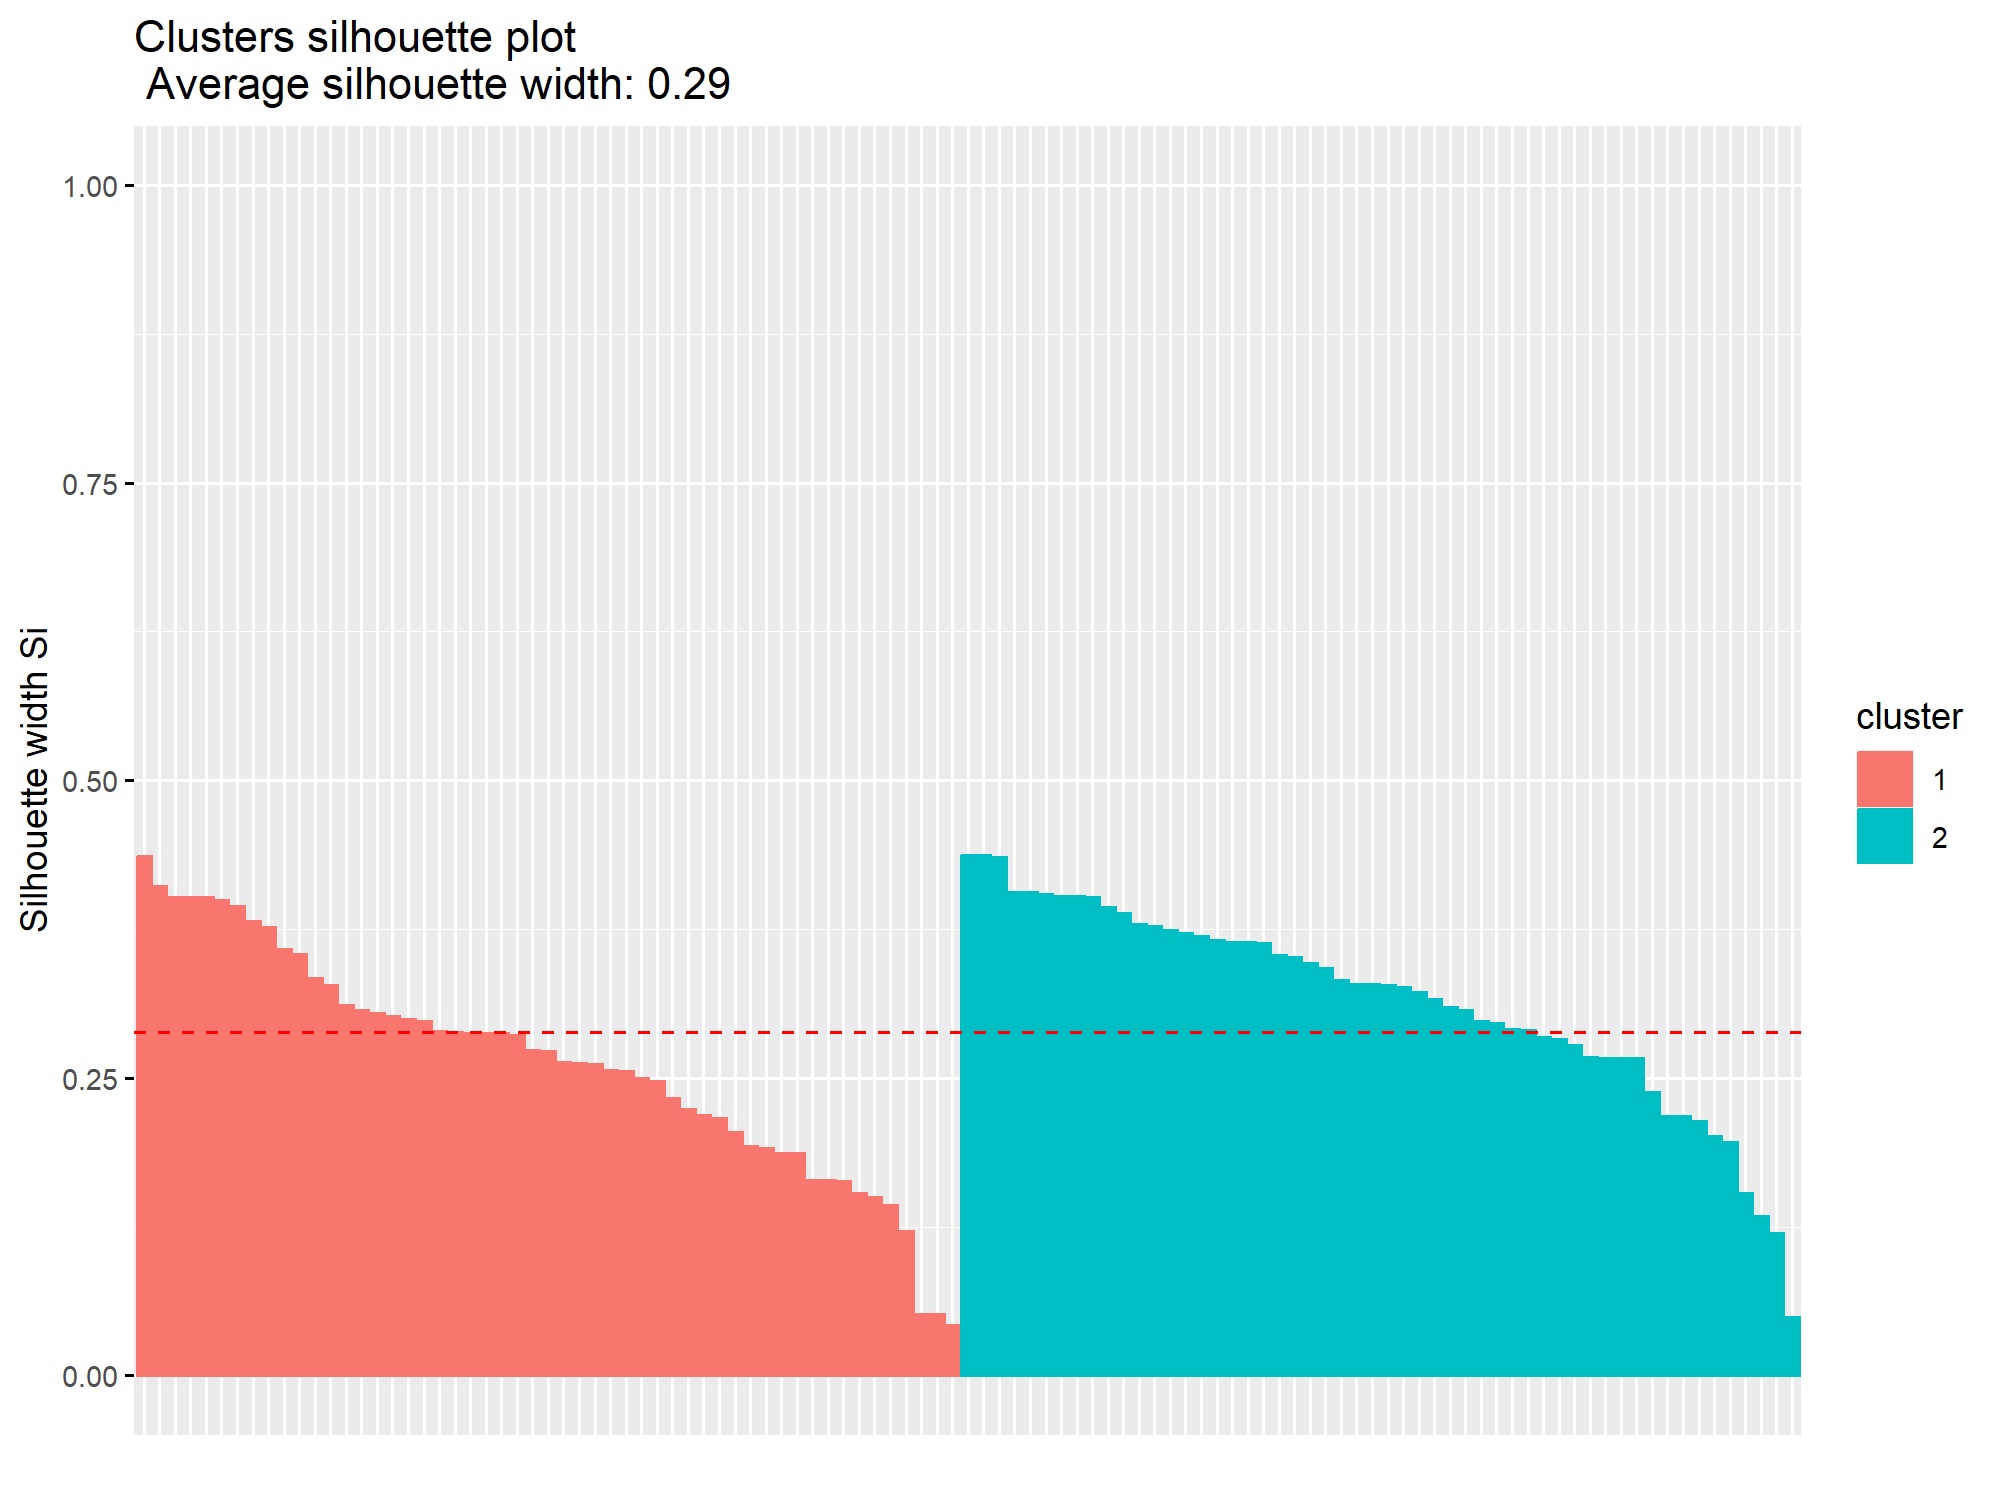 Clusters silhouette plot
Average silhouette width: 0.29
1.00
0.75
0.50
0.25
0.00
Silhouette width Si
cluster
1
2